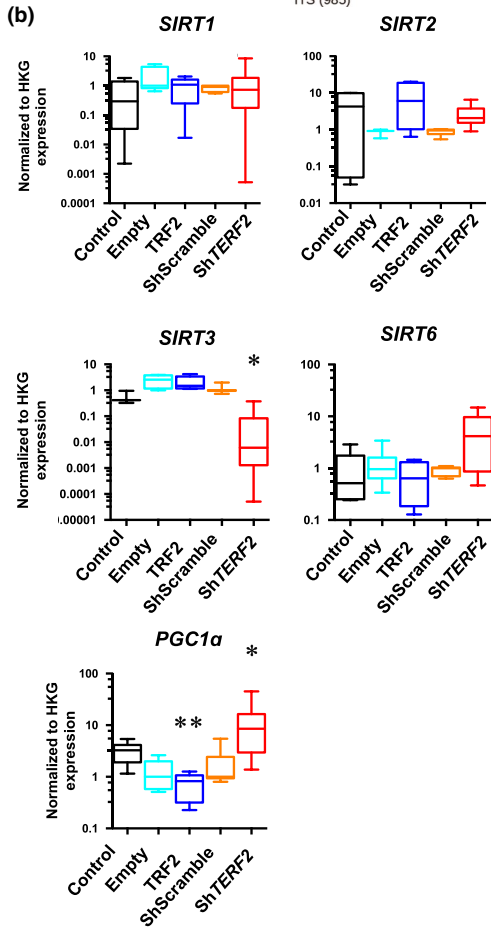 ITS (985)
(b)
SIRT1
SIRT2
Normalized to HKG
expression
10
1
0.1
0.01
0.001
0.0001
Control
Empty
TRF2
ShScramble
ShTERF2
100
10
1
0.1
0.01
Control
Empty
TRF2
ShScramble
ShTERF2
SIRT3
SIRT6
Normalized to HKG
expression
*
10
1
0.1
0.01
0.001
0.0001
0.00001
Control
Empty
TRF2
ShScramble
ShTERF2
100
10
1
0.1
Control
Empty
TRF2
ShScramble
ShTERF2
PGC1α
Normalized to HKG
expression
*
**
100
10
1
0.1
Control
Empty
TRF2
ShScramble
ShTERF2